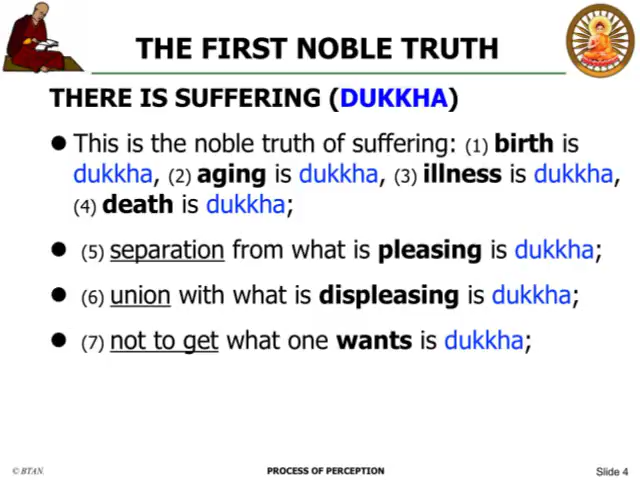 THE FIRST NOBLE TRUTH
THERE IS SUFFERING (DUKKHA)
● This is the noble truth of suffering: (1) birth is
dukkha, (2) aging is dukkha, (3) illness is dukkha,
(4) death is dukkha;
● (5) separation from what is pleasing is dukkha;
● (6) union with what is displeasing is dukkha;
● (7) not to get what one wants is dukkha;
© BTAN.
PROCESS OF PERCEPTION
Slide 4